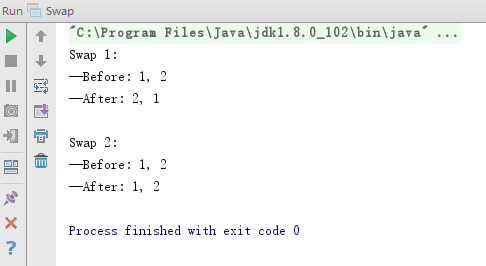 Run Swap
"C:\Program Files\Java\jdk1.8.0_102\bin\java" ...
Swap 1:
——Before: 1, 2
——After: 2, 1
Swap 2:
——Before: 1, 2
——After: 1, 2
Process finished with exit code 0